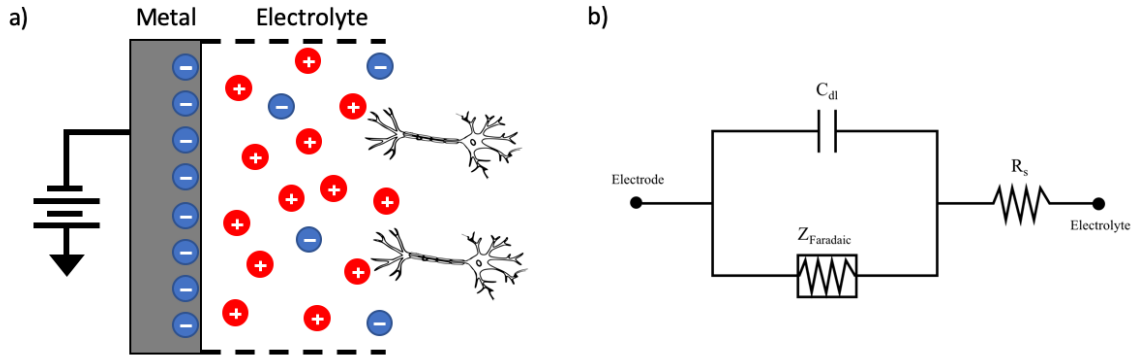 a)
Metal
Electrolyte
b)
C_dl
Electrode
R_s
Electrolyte
Z_Faradaic